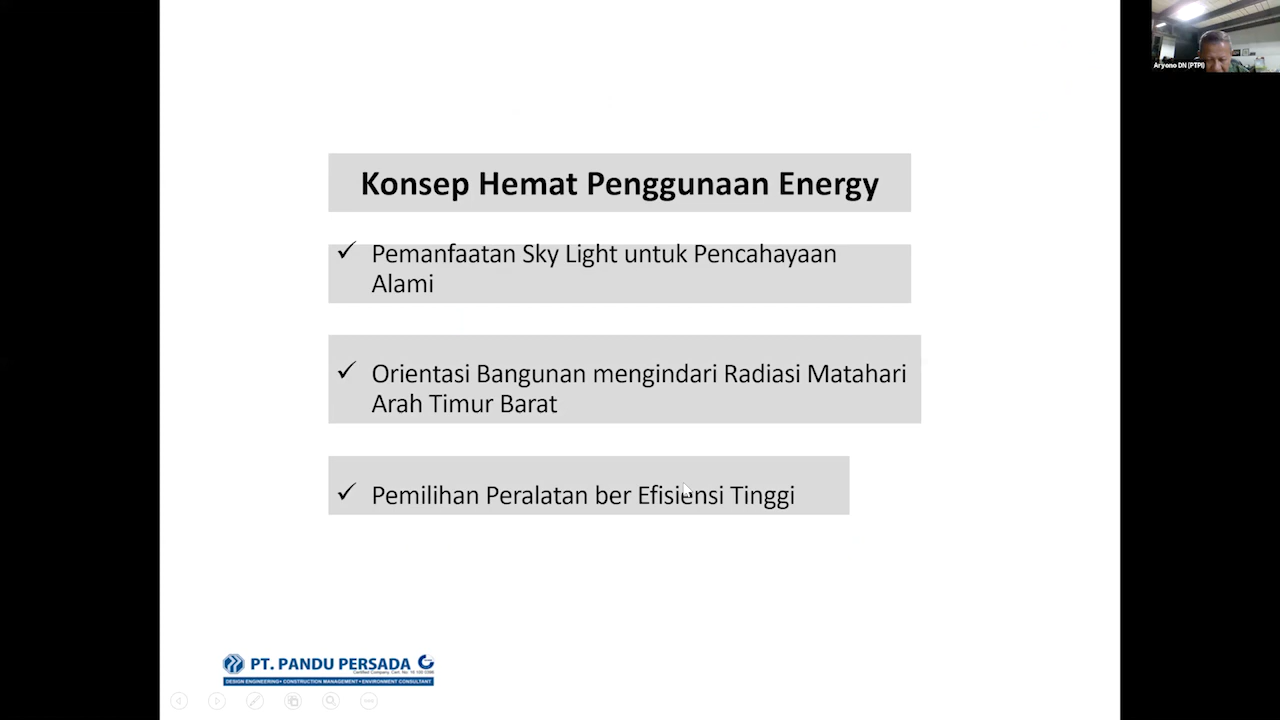 Aryono DN (PTPI)
Konsep Hemat Penggunaan Energy
✓ Pemanfaatan Sky Light untuk Pencahayaan
Alami
✓ Orientasi Bangunan mengindari Radiasi Matahari
Arah Timur Barat
✓ Pemilihan Peralatan ber Efisiensi Tinggi
PT. PANDU PERSADA
DESIGN ENGINEERING • CONSTRUCTION MANAGEMENT • ENVIRONMENT CONSULTANT